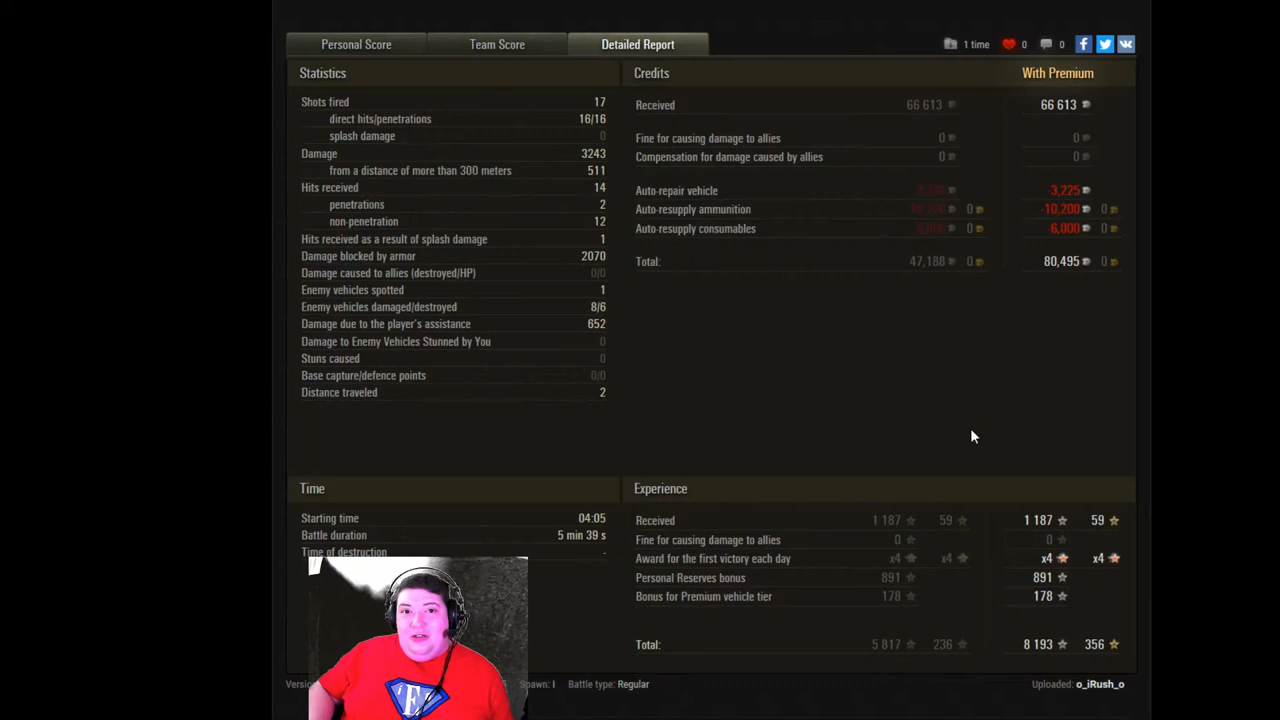 Personal Score Team Score Detailed Report 1 time 0 0
Statistics
Shots fired 17
direct hits/penetrations 16/16
splash damage 0
Damage 3243
from a distance of more than 300 meters 511
Hits received 14
penetrations 2
non-penetration 12
Hits received as a result of splash damage 1
Damage blocked by armor 2070
Damage caused to allies (destroyed/HP) 0/0
Enemy vehicles spotted 1
Enemy vehicles damaged/destroyed 8/6
Damage due to the player's assistance 652
Damage to Enemy Vehicles Stunned by You 0
Stuns caused 0
Base capture/defence points 0/0
Distance traveled 2
Credits With Premium
Received 66 613 66 613
Fine for causing damage to allies 0 0
Compensation for damage caused by allies 0 0
Auto-repair vehicle -3,225
Auto-resupply ammunition 0 -10,200 0
Auto-resupply consumables 0 -6,000 0
Total: 47,188 0 80,495 0
Time
Starting time 04:05
Battle duration 5 min 39 s
Time of destruction -
Experience
Received 1 187 59 1 187 59
Fine for causing damage to allies 0 0
Award for the first victory each day x4 x4 x4 x4
Personal Reserves bonus 891 891
Bonus for Premium vehicle tier 178 178
Total: 5 817 236 8 193 356
Spawn: I Battle type: Regular Uploaded: o_iRush_o